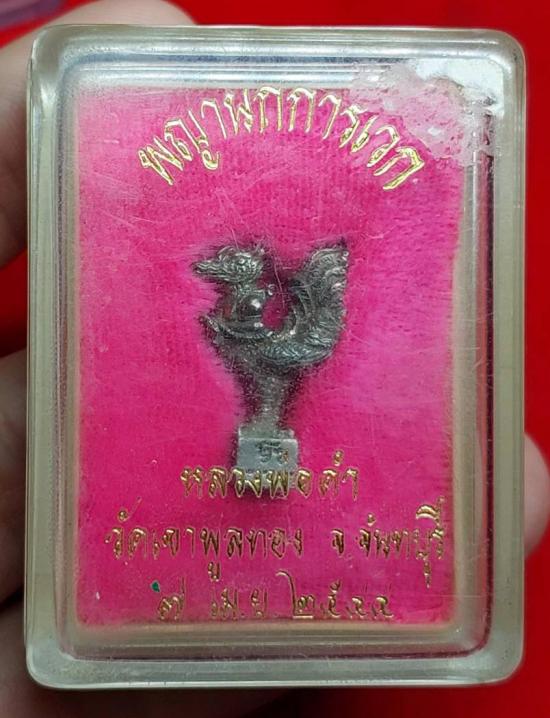 พญานกการเวก
หลวงพ่อคำ
วัดเขาพูลทอง จ.จันทบุรี
๗ เม.ย ๒๕๔๔